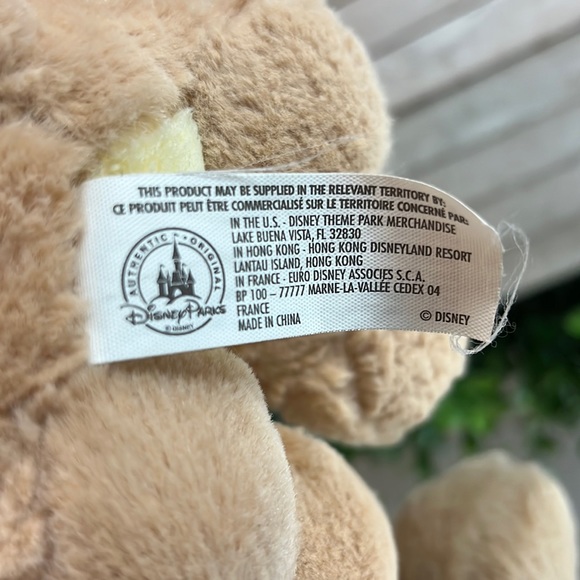 THIS PRODUCT MAY BE SUPPLIED IN THE RELEVANT TERRITORY BY:
CE PRODUIT PEUT ÊTRE COMMERCIALISÉ SUR LE TERRITOIRE CONCERNÉ PAR:
IN THE U.S. - DISNEY THEME PARK MERCHANDISE
LAKE BUENA VISTA, FL 32830
IN HONG KONG - HONG KONG DISNEYLAND RESORT
LANTAU ISLAND, HONG KONG
IN FRANCE - EURO DISNEY ASSOCIES S.C.A.
BP 100 – 77777 MARNE-LA-VALLÉE CEDEX 04
FRANCE
MADE IN CHINA
© DISNEY
AUTHENTIC ORIGINAL
DISNEY PARKS
© DISNEY